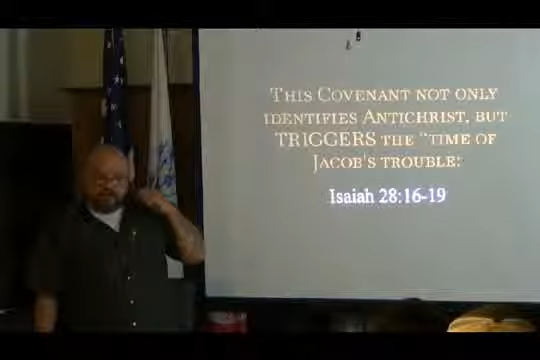 THIS COVENANT NOT ONLY
IDENTIFIES ANTICHRIST, BUT
TRIGGERS THE "TIME OF
JACOB'S TROUBLE:
Isaiah 28:16-19